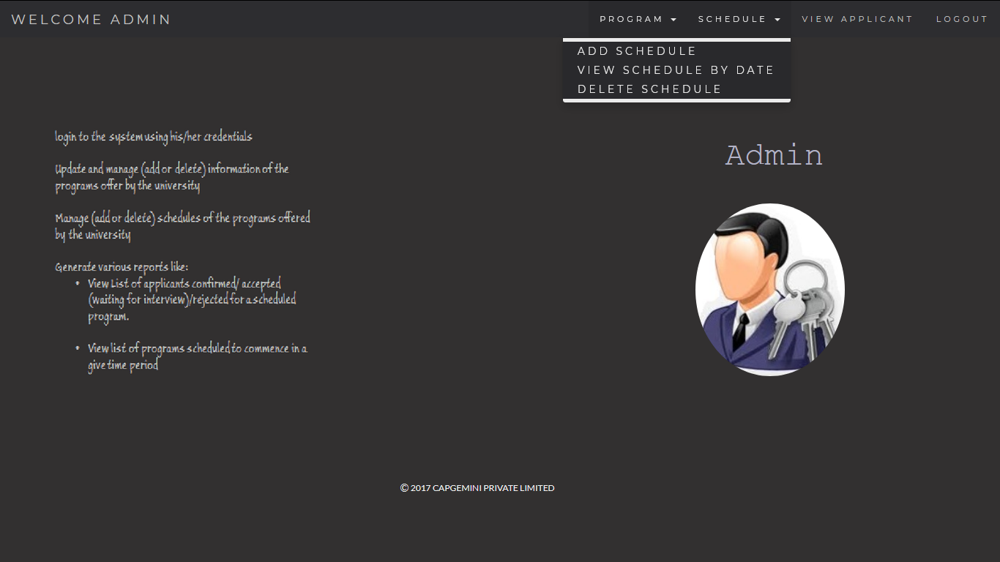 WELCOME ADMIN
PROGRAM
SCHEDULE
VIEW APPLICANT
LOGOUT
ADD SCHEDULE
VIEW SCHEDULE BY DATE
DELETE SCHEDULE
login to the system using his/her credentials
Update and manage (add or delete) information of the
programs offer by the university
Manage (add or delete) schedules of the programs offered
by the university
Generate various reports like:
• View List of applicants confirmed/ accepted
(waiting for interview)/rejected for a scheduled
program.
• View list of programs scheduled to commence in a
give time period
Admin
© 2017 CAPGEMINI PRIVATE LIMITED